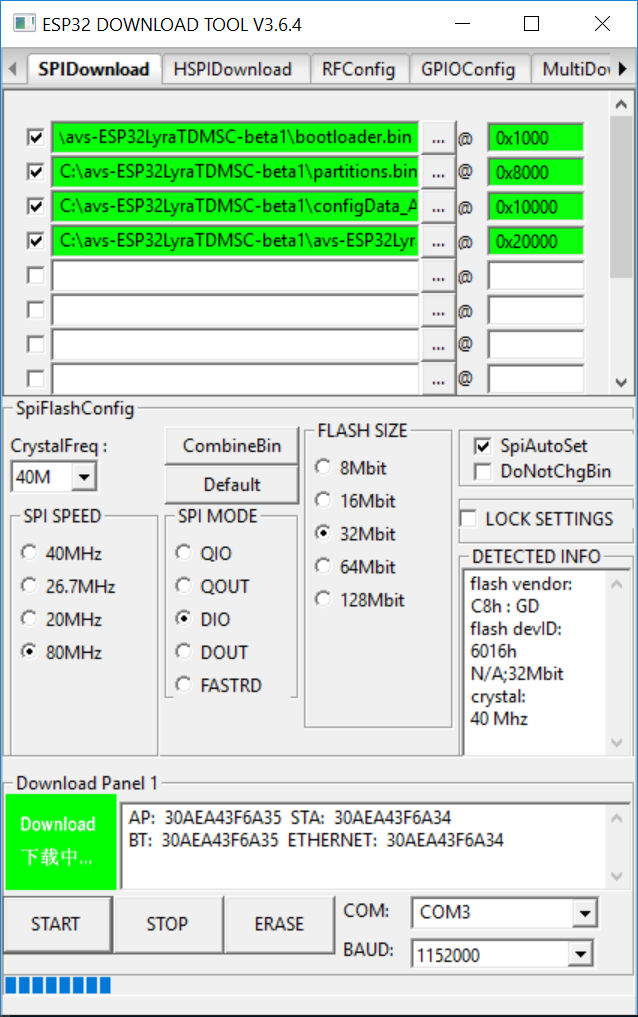 ESP32 DOWNLOAD TOOL V3.6.4
SPIDownload HSPIDownload RFConfig GPIOConfig MultiDow
\avs-ESP32LyraTDMSC-beta1\bootloader.bin ... @ 0x1000
C:\avs-ESP32LyraTDMSC-beta1\partitions.bin ... @ 0x8000
C:\avs-ESP32LyraTDMSC-beta1\configData_A ... @ 0x10000
C:\avs-ESP32LyraTDMSC-beta1\avs-ESP32Lyr ... @ 0x20000
... @
... @
... @
... @
SpiFlashConfig
CrystalFreq :
40M
CombineBin
Default
SPI SPEED
40MHz
26.7MHz
20MHz
80MHz
SPI MODE
QIO
QOUT
DIO
DOUT
FASTRD
FLASH SIZE
8Mbit
16Mbit
32Mbit
64Mbit
128Mbit
SpiAutoSet
DoNotChgBin
LOCK SETTINGS
DETECTED INFO
flash vendor:
C8h : GD
flash devID:
6016h
N/A;32Mbit
crystal:
40 Mhz
Download Panel 1
Download
下载中...
AP: 30AEA43F6A35 STA: 30AEA43F6A34
BT: 30AEA43F6A35 ETHERNET: 30AEA43F6A34
START STOP ERASE
COM: COM3
BAUD: 1152000